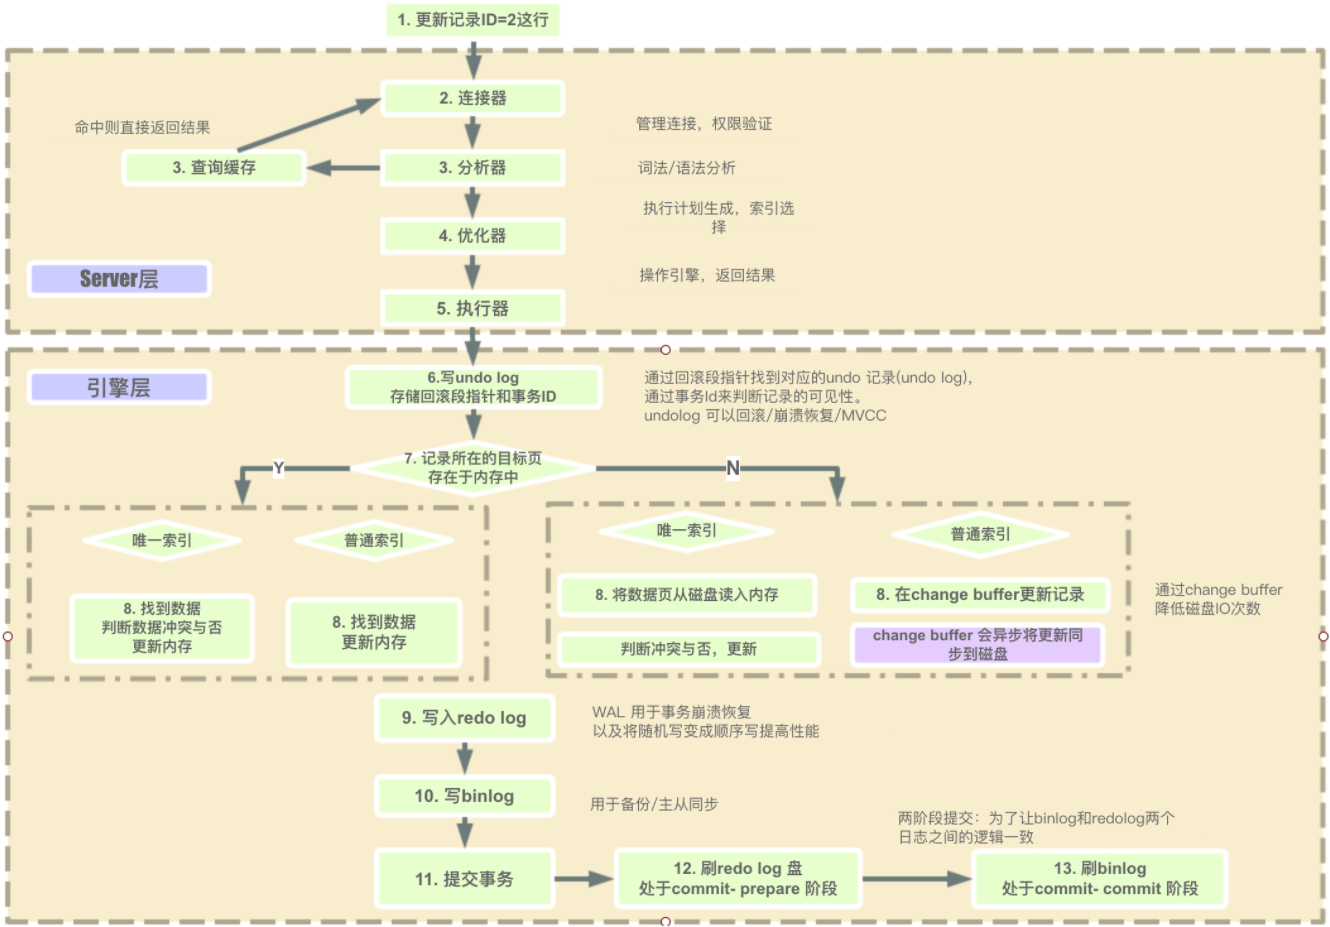 1. 更新记录ID=2这行
2. 连接器
命中则直接返回结果
管理连接，权限验证
3. 查询缓存
3. 分析器
词法/语法分析
执行计划生成，索引选
择
4. 优化器
Server层
操作引擎，返回结果
5. 执行器
引擎层
6.写undo log
存储回滚段指针和事务ID
通过回滚段指针找到对应的undo 记录(undo log),
通过事务Id来判断记录的可见性。
undolog 可以回滚/崩溃恢复/MVCC
7. 记录所在的目标页
存在于内存中
Y
N
唯一索引
普通索引
唯一索引
普通索引
8. 找到数据
判断数据冲突与否
更新内存
8. 找到数据
更新内存
8. 将数据页从磁盘读入内存
判断冲突与否，更新
8. 在change buffer更新记录
change buffer 会异步将更新同
步到磁盘
通过change buffer
降低磁盘IO次数
9. 写入redo log
WAL 用于事务崩溃恢复
以及将随机写变成顺序写提高性能
10. 写binlog
用于备份/主从同步
两阶段提交：为了让binlog和redolog两个
日志之间的逻辑一致
11. 提交事务
12. 刷redo log 盘
处于commit- prepare 阶段
13. 刷binlog
处于commit- commit 阶段